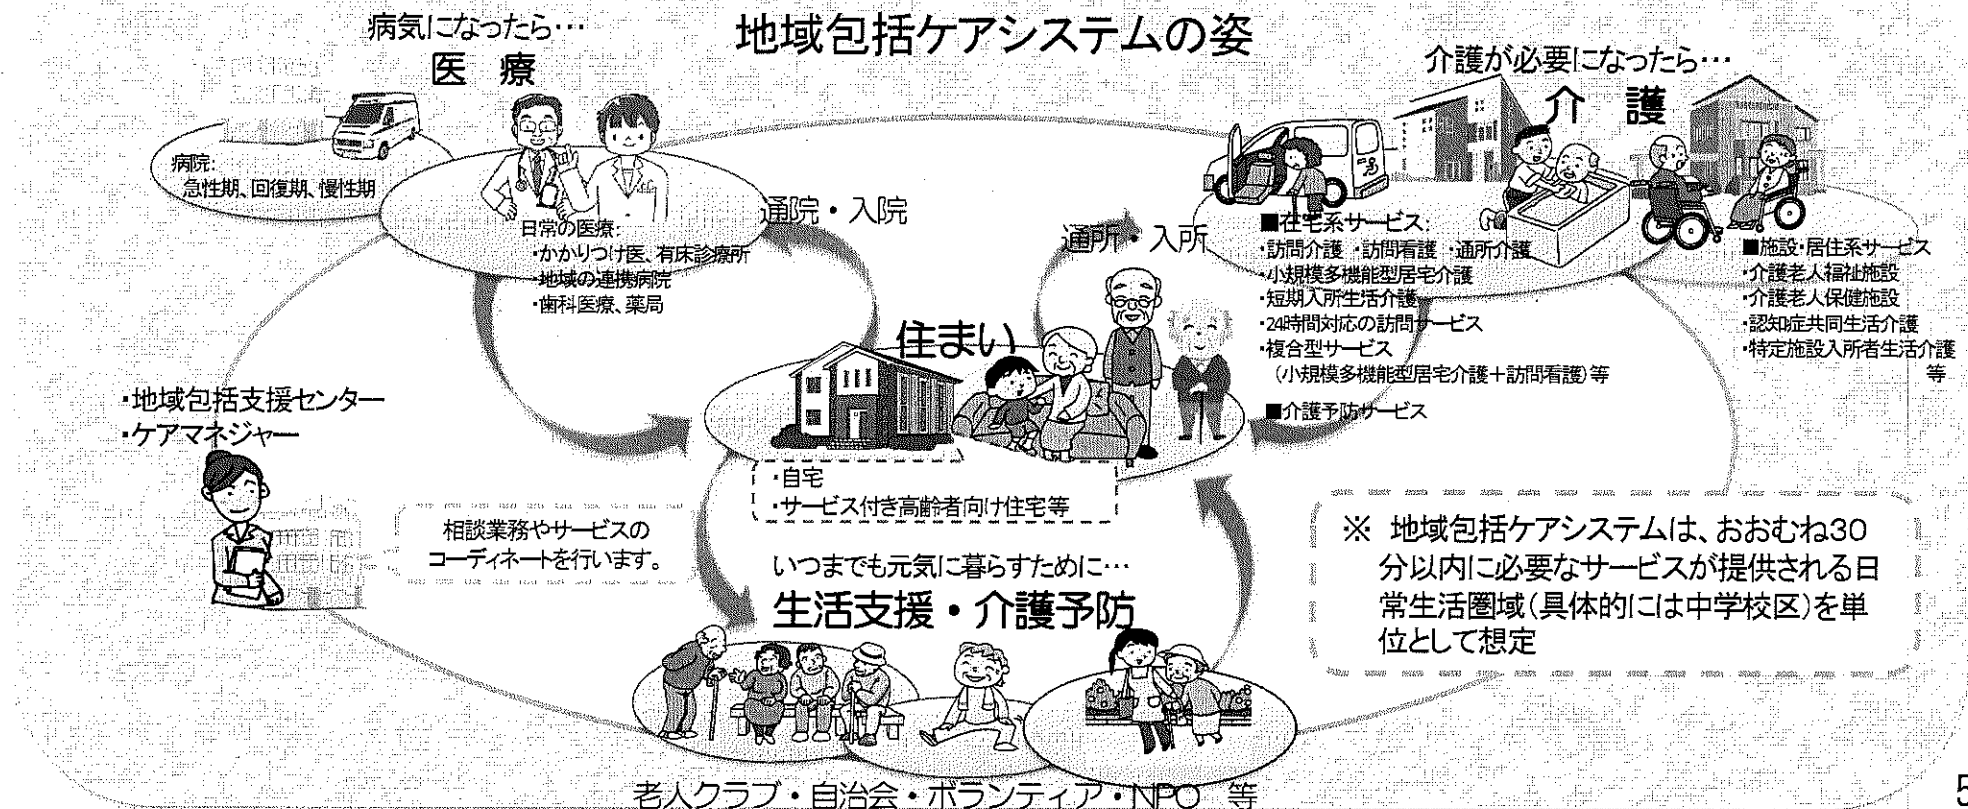 地域包括ケアシステムの姿
病気になったら…
医 療
病院:
急性期、回復期、慢性期
日常の医療:
・かかりつけ医、有床診療所
・地域の連携病院
・歯科医療、薬局
通院・入院
介護が必要になったら…
介 護
通所・入所
■在宅系サービス:
・訪問介護 ・訪問看護 ・通所介護
・小規模多機能型居宅介護
・短期入所生活介護
・24時間対応の訪問サービス
・複合型サービス
(小規模多機能型居宅介護+訪問看護)等
■介護予防サービス
■施設・居住系サービス
・介護老人福祉施設
・介護老人保健施設
・認知症共同生活介護
・特定施設入所者生活介護
等
住まい
・自宅
・サービス付き高齢者向け住宅等
・地域包括支援センター
・ケアマネジャー
相談業務やサービスの
コーディネートを行います。
いつまでも元気に暮らすために…
生活支援・介護予防
老人クラブ・自治会・ボランティア・NPO 等
※ 地域包括ケアシステムは、おおむね30
分以内に必要なサービスが提供される日
常生活圏域(具体的には中学校区)を単
位として想定
5